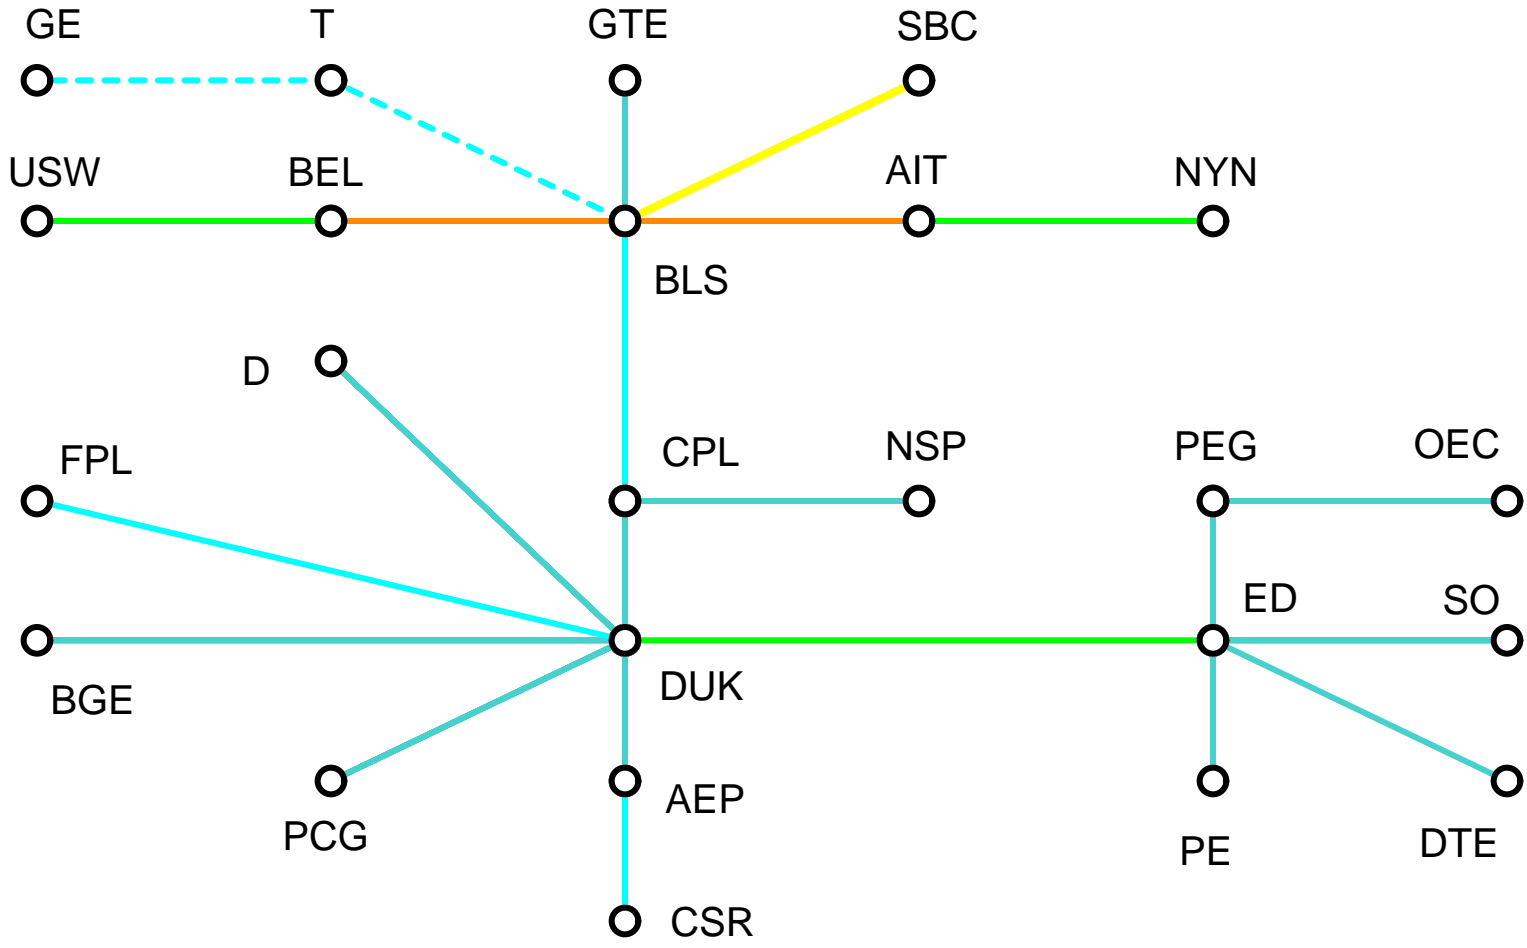 GE T GTE SBC
USW BEL AIT NYN
BLS
D
FPL CPL NSP PEG OEC
ED SO
BGE DUK
PCG AEP PE DTE
CSR